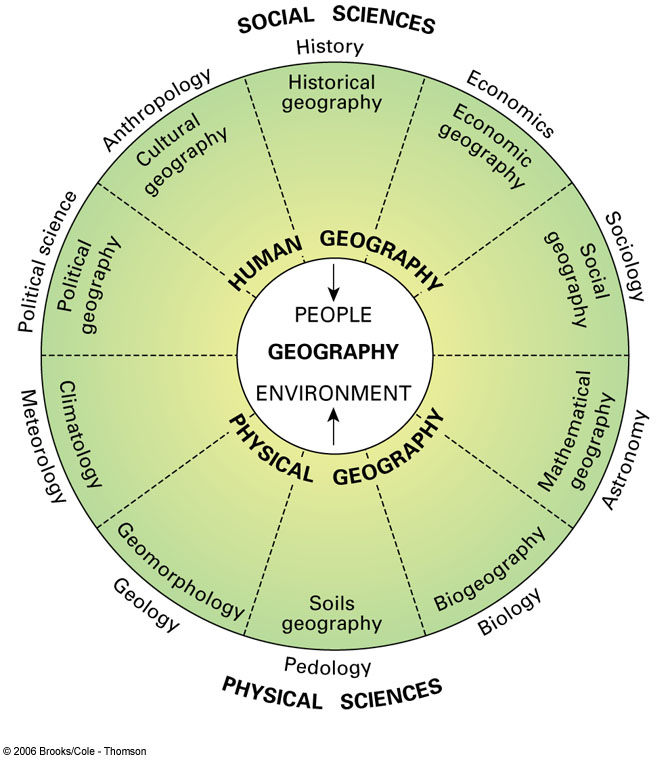 SOCIAL SCIENCES
History
Anthropology
Economics
Political science
Sociology
Historical
geography
Cultural
geography
Economic
geography
Political
geography
Social
geography
HUMAN GEOGRAPHY
PEOPLE
GEOGRAPHY
ENVIRONMENT
PHYSICAL GEOGRAPHY
Climatology
Mathematical
geography
Geomorphology
Soils
geography
Biogeography
Meteorology
Astronomy
Geology
Biology
Pedology
PHYSICAL SCIENCES
© 2006 Brooks/Cole - Thomson